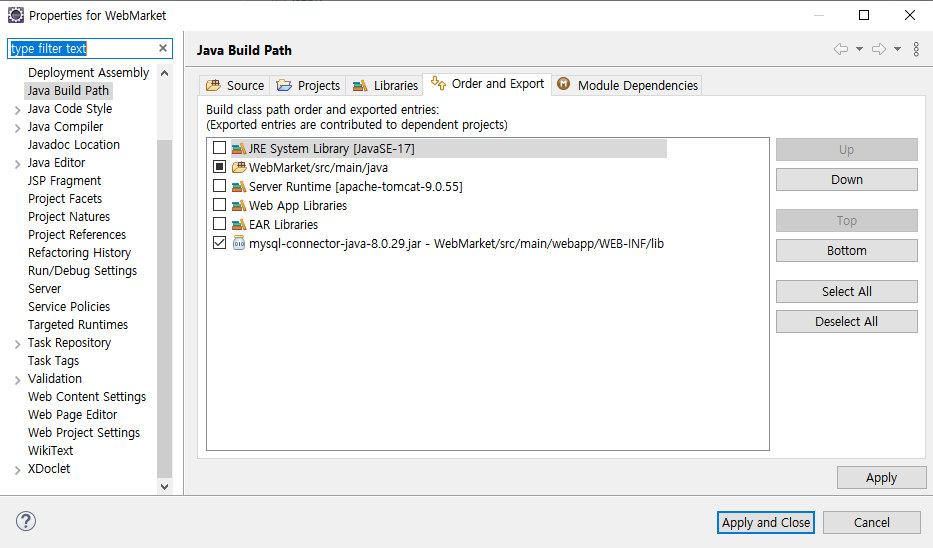 Properties for WebMarket
type filter text
Deployment Assembly
Java Build Path
Java Code Style
Java Compiler
Javadoc Location
Java Editor
JSP Fragment
Project Facets
Project Natures
Project References
Refactoring History
Run/Debug Settings
Server
Service Policies
Targeted Runtimes
Task Repository
Task Tags
Validation
Web Content Settings
Web Page Editor
Web Project Settings
WikiText
XDoclet
Java Build Path
Source Projects Libraries Order and Export Module Dependencies
Build class path order and exported entries:
(Exported entries are contributed to dependent projects)
JRE System Library [JavaSE-17]
WebMarket/src/main/java
Server Runtime [apache-tomcat-9.0.55]
Web App Libraries
EAR Libraries
mysql-connector-java-8.0.29.jar - WebMarket/src/main/webapp/WEB-INF/lib
Up
Down
Top
Bottom
Select All
Deselect All
Apply
Apply and Close Cancel